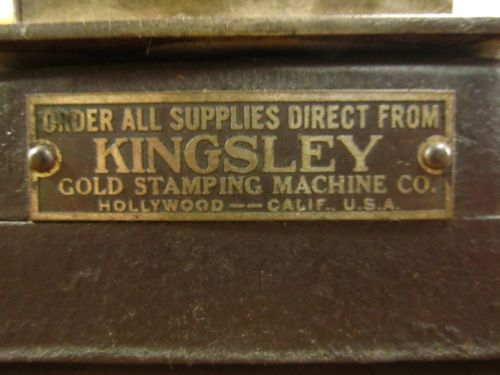 ORDER ALL SUPPLIES DIRECT FROM
KINGSLEY
GOLD STAMPING MACHINE CO.
HOLLYWOOD -- CALIF., U.S.A.